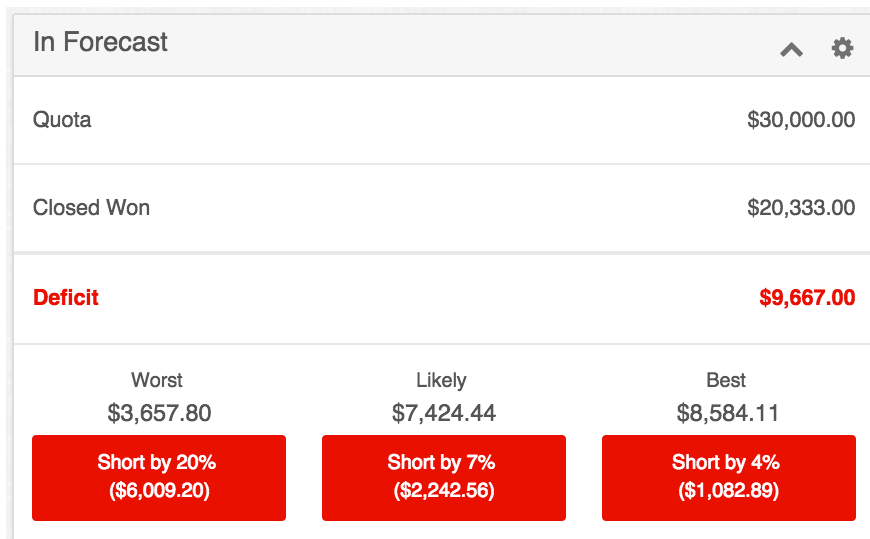 In Forecast
Quota $30,000.00
Closed Won $20,333.00
Deficit $9,667.00
Worst Likely Best
$3,657.80 $7,424.44 $8,584.11
Short by 20% Short by 7% Short by 4%
($6,009.20) ($2,242.56) ($1,082.89)